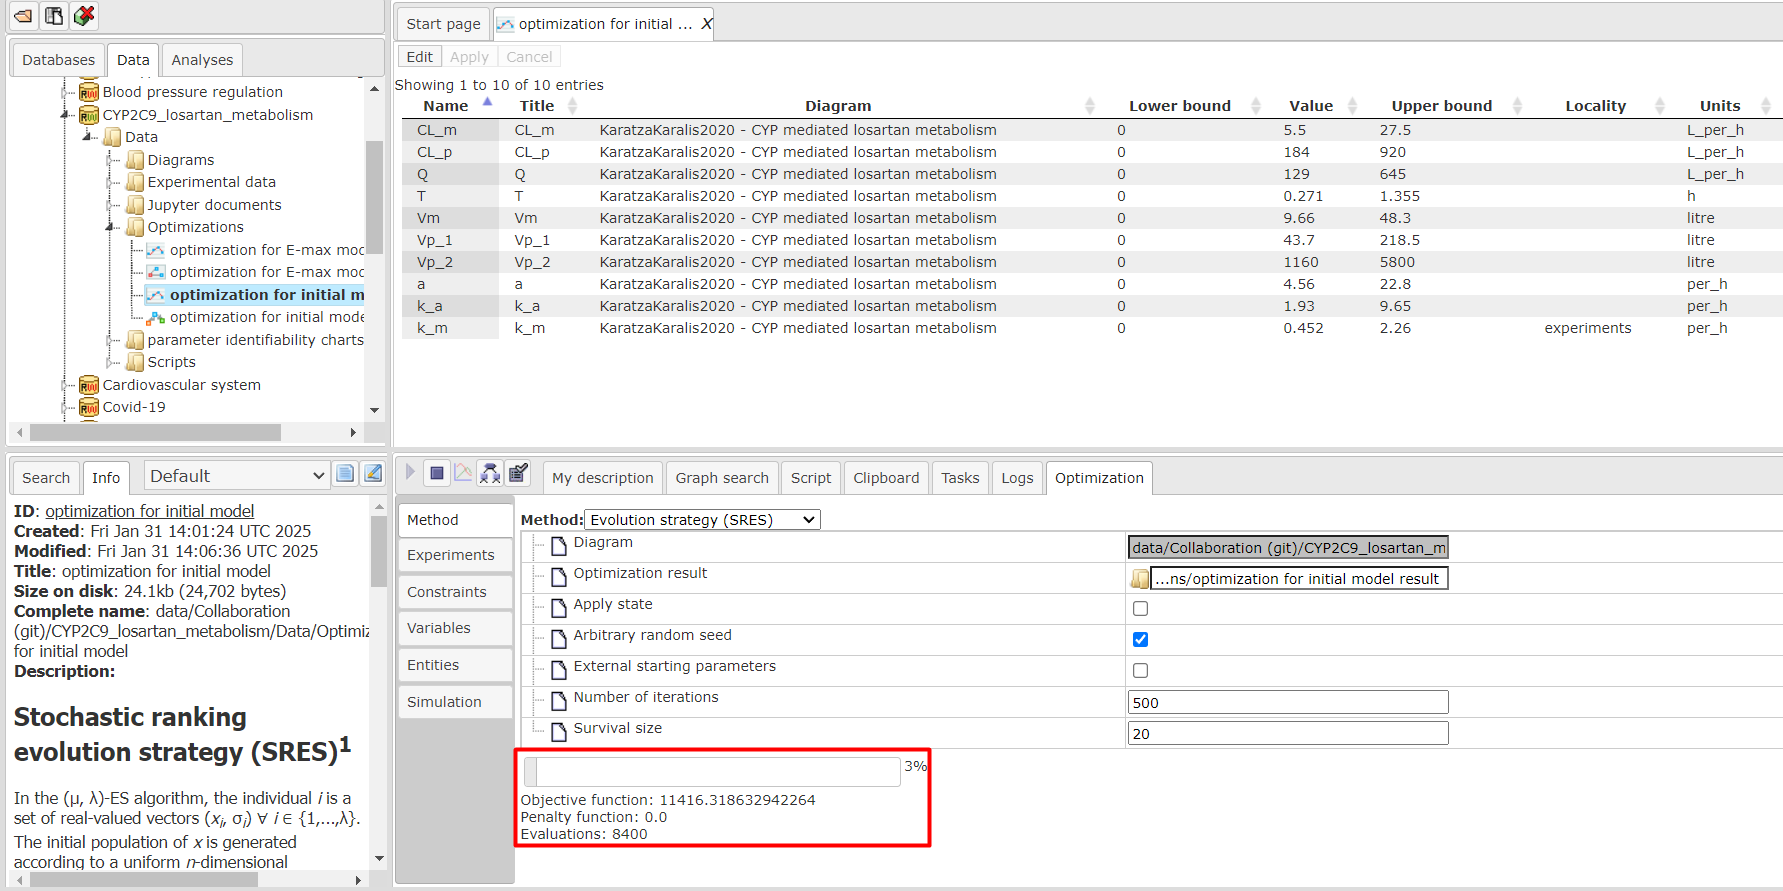 Databases
Data
Analyses
Blood pressure regulation
CYP2C9_losartan_metabolism
Data
Diagrams
Experimental data
Jupyter documents
Optimizations
optimization for E-max
optimization for E-max
optimization for initial
optimization for initial
parameter identifiability charts
Scripts
Cardiovascular system
Covid-19
Start page
optimization for initial ... X
Edit
Apply
Cancel
Showing 1 to 10 of 10 entries
Name Title Diagram Lower bound Value Upper bound Locality Units
CL_m CL_m KaratzaKaralis2020 - CYP mediated losartan metabolism 0 5.5 27.5 L_per_h
CL_p CL_p KaratzaKaralis2020 - CYP mediated losartan metabolism 0 184 920 L_per_h
Q Q KaratzaKaralis2020 - CYP mediated losartan metabolism 0 129 645 L_per_h
T T KaratzaKaralis2020 - CYP mediated losartan metabolism 0 0.271 1.355 h
Vm Vm KaratzaKaralis2020 - CYP mediated losartan metabolism 0 9.66 48.3 litre
Vp_1 Vp_1 KaratzaKaralis2020 - CYP mediated losartan metabolism 0 43.7 218.5 litre
Vp_2 Vp_2 KaratzaKaralis2020 - CYP mediated losartan metabolism 0 1160 5800 litre
a a KaratzaKaralis2020 - CYP mediated losartan metabolism 0 4.56 22.8 per_h
k_a k_a KaratzaKaralis2020 - CYP mediated losartan metabolism 0 1.93 9.65 per_h
k_m k_m KaratzaKaralis2020 - CYP mediated losartan metabolism 0 0.452 2.26 experiments per_h
Search
Info
Default
ID: optimization for initial model
Created: Fri Jan 31 14:01:24 UTC 2025
Modified: Fri Jan 31 14:06:36 UTC 2025
Title: optimization for initial model
Size on disk: 24.1kb (24,702 bytes)
Complete name: data/Collaboration
(git)/CYP2C9_losartan_metabolism/Data/Optimiz
for initial model
Description:
Stochastic ranking
evolution strategy (SRES)1
In the (μ, λ)-ES algorithm, the individual i is a
set of real-valued vectors (xi, σi) ∀ i ∈ {1,...,λ}.
The initial population of x is generated
according to a uniform n-dimensional
My description
Graph search
Script
Clipboard
Tasks
Logs
Optimization
Method
Experiments
Constraints
Variables
Entities
Simulation
Method: Evolution strategy (SRES)
Diagram data/Collaboration (git)/CYP2C9_losartan_m
Optimization result ...ns/optimization for initial model result
Apply state
Arbitrary random seed
External starting parameters
Number of iterations 500
Survival size 20
3%
Objective function: 11416.318632942264
Penalty function: 0.0
Evaluations: 8400